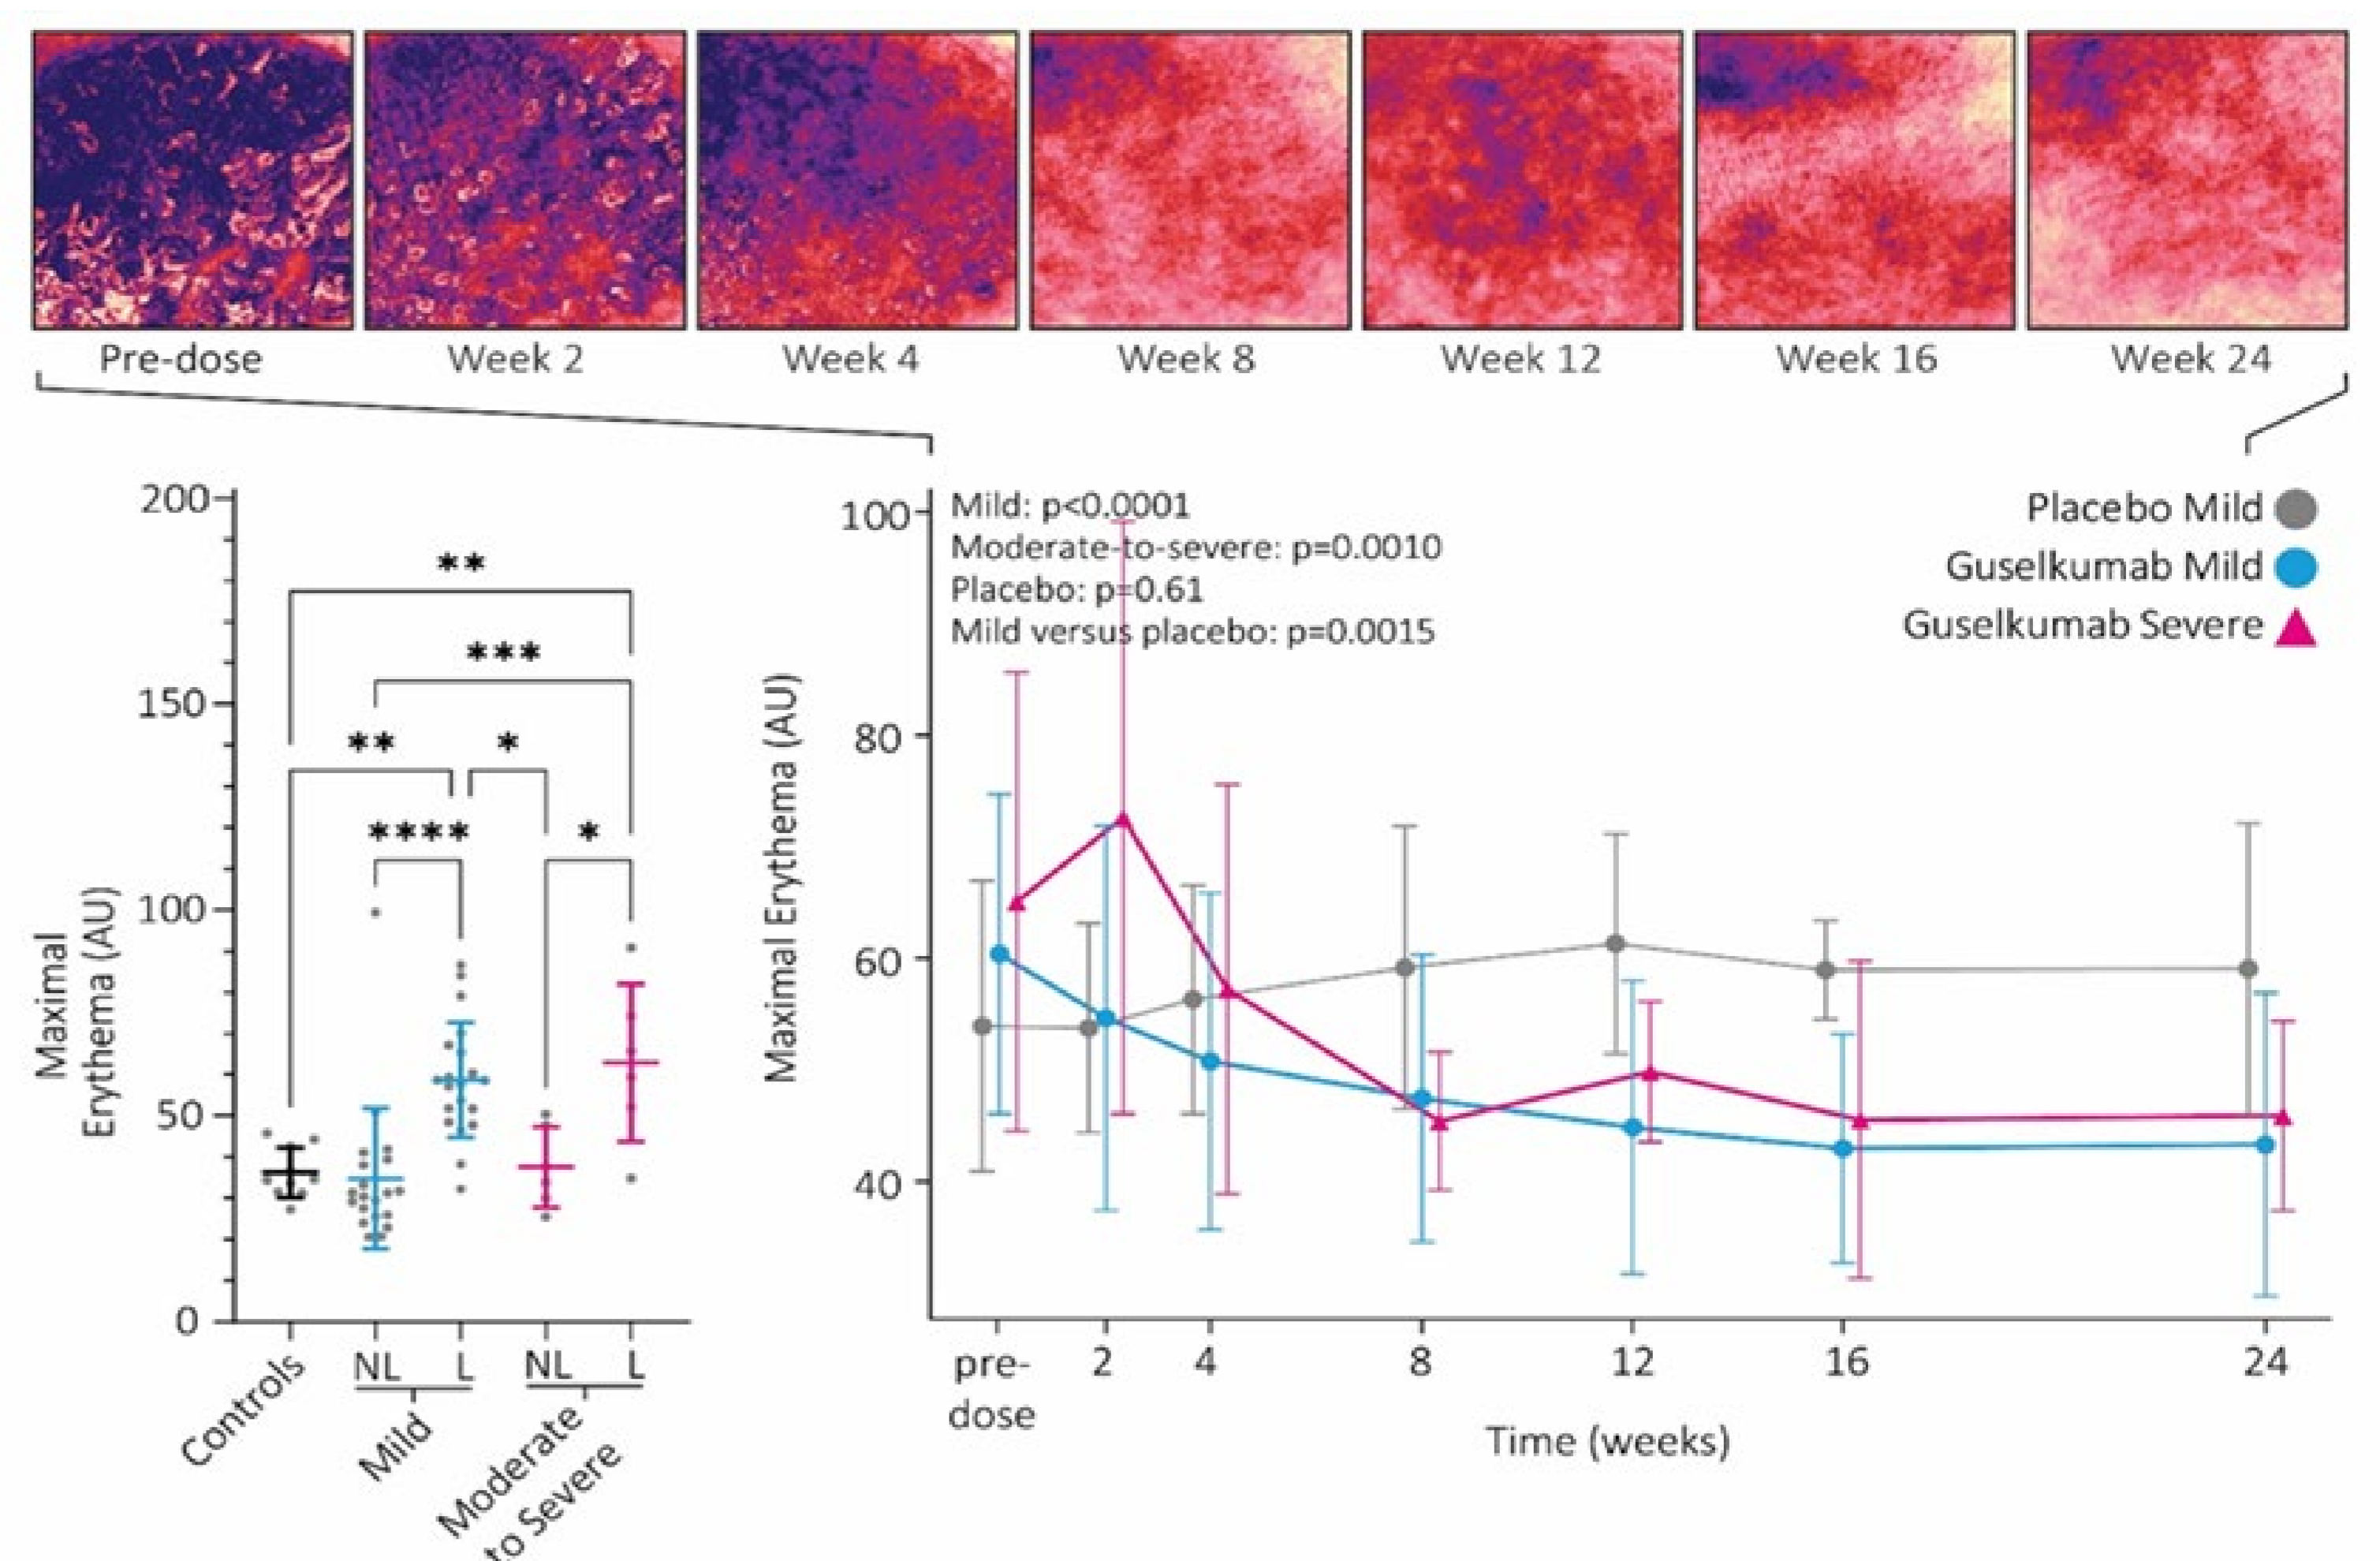 Pre-dose
Week 2
Week 4
Week 8
Week 12
Week 16
Week 24
Maximal
Erythema (AU)
200
150
100
50
0
**
***
**
*
****
*
Controls
NL
L
NL
L
Mild
Moderate
to Severe
Maximal Erythema (AU)
100
80
60
40
Mild: p<0.0001
Moderate-to-severe: p=0.0010
Placebo: p=0.61
Mild versus placebo: p=0.0015
Placebo Mild
Guselkumab Mild
Guselkumab Severe
pre-
dose
2
4
8
12
16
24
Time (weeks)